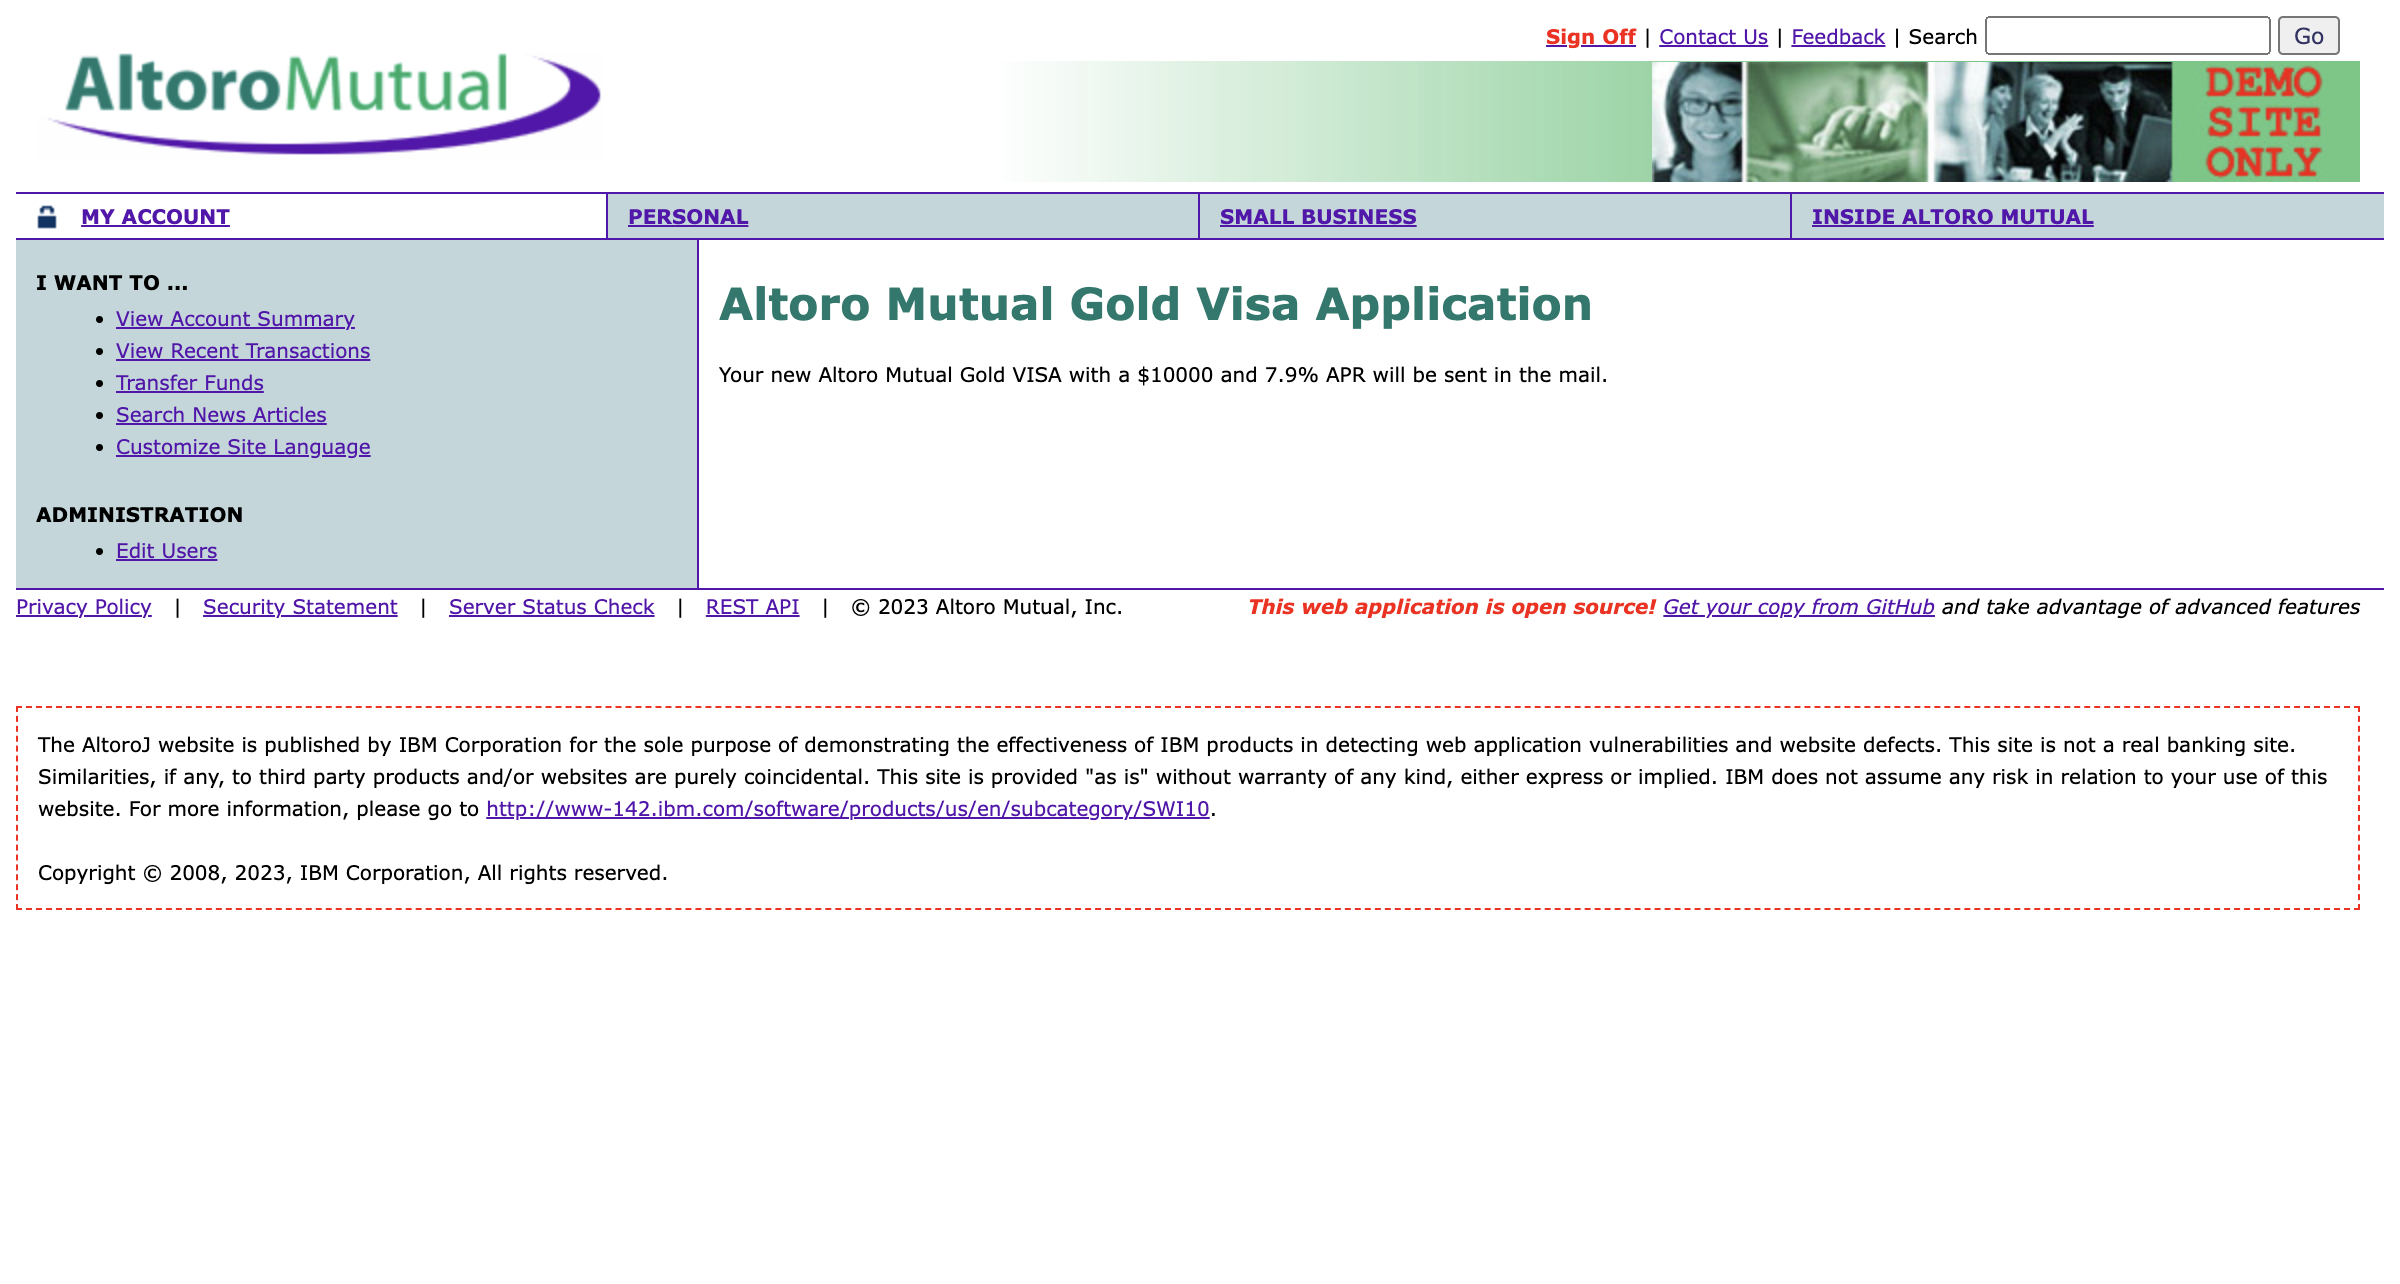 Sign Off | Contact Us | Feedback | Search Go
AltoroMutual
DEMO
SITE
ONLY
MY ACCOUNT
PERSONAL
SMALL BUSINESS
INSIDE ALTORO MUTUAL
I WANT TO ...
• View Account Summary
• View Recent Transactions
• Transfer Funds
• Search News Articles
• Customize Site Language
ADMINISTRATION
• Edit Users
Altoro Mutual Gold Visa Application
Your new Altoro Mutual Gold VISA with a $10000 and 7.9% APR will be sent in the mail.
Privacy Policy | Security Statement | Server Status Check | REST API | © 2023 Altoro Mutual, Inc.
This web application is open source! Get your copy from GitHub and take advantage of advanced features
The AltoroJ website is published by IBM Corporation for the sole purpose of demonstrating the effectiveness of IBM products in detecting web application vulnerabilities and website defects. This site is not a real banking site.
Similarities, if any, to third party products and/or websites are purely coincidental. This site is provided "as is" without warranty of any kind, either express or implied. IBM does not assume any risk in relation to your use of this
website. For more information, please go to http://www-142.ibm.com/software/products/us/en/subcategory/SWI10.
Copyright © 2008, 2023, IBM Corporation, All rights reserved.